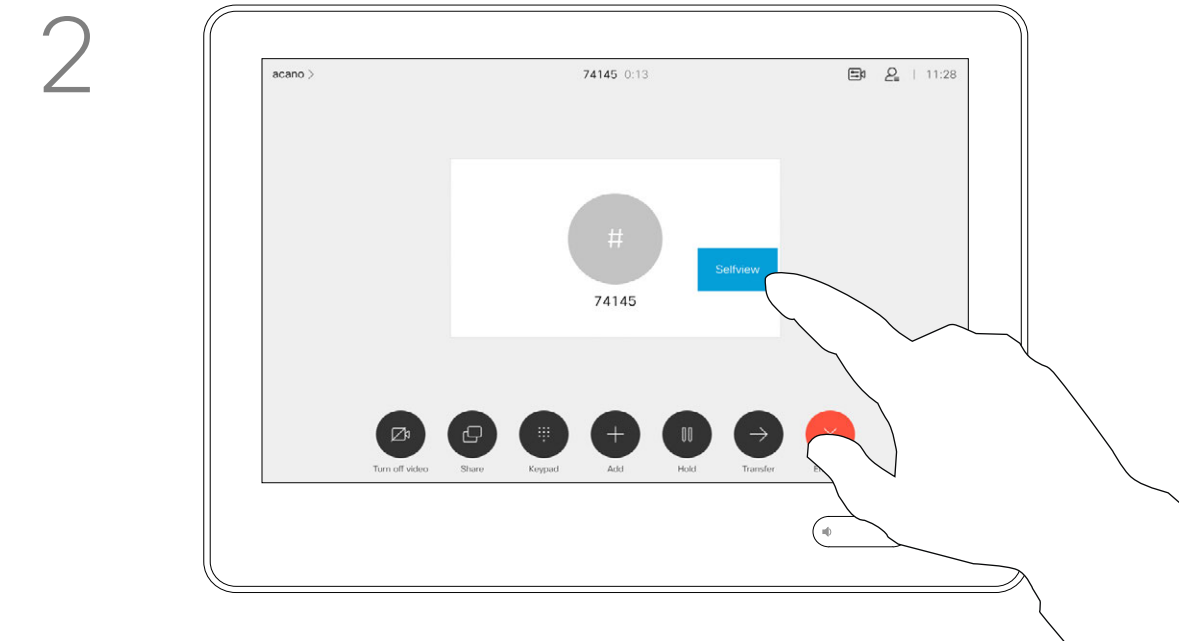 2
acano >
74145 0:13
| 11:28
#
74145
Selfview
Turn off video
Share
Keypad
Add
Hold
Transfer